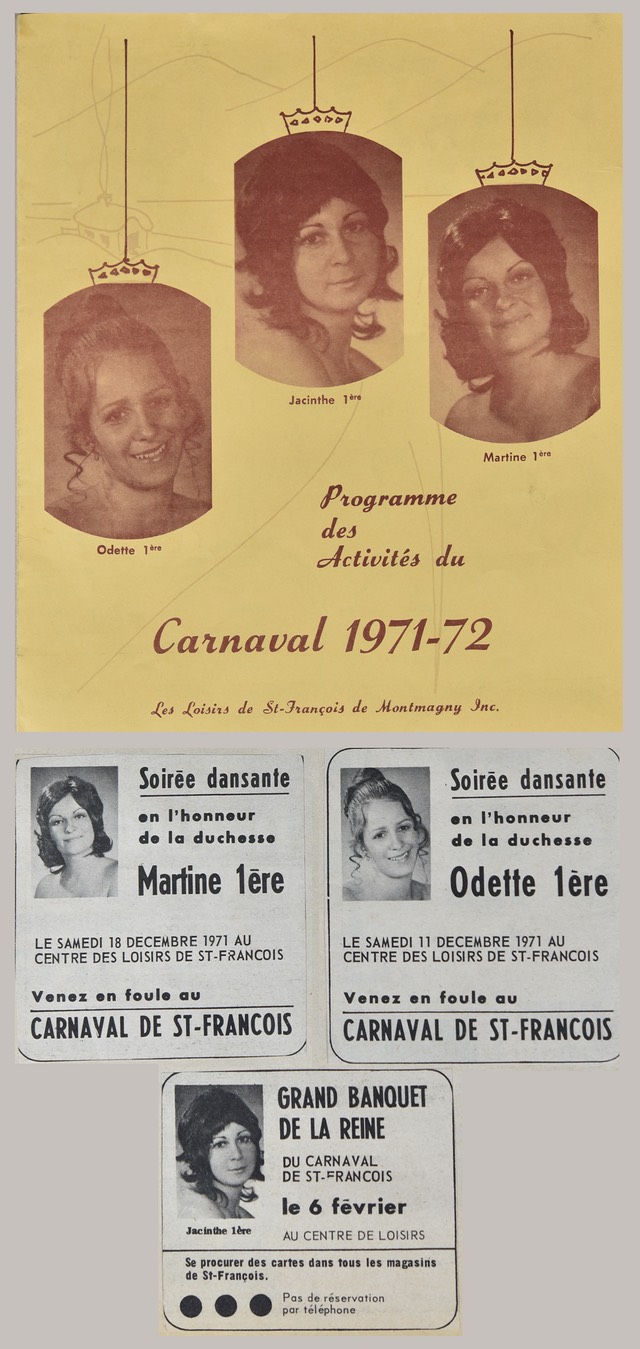 Jacinthe 1ère
Martine 1ère
Odette 1ère
Programme
des
Activités du
Carnaval 1971-72
Les Loisirs de St-François de Montmagny Inc.
Soirée dansante
en l'honneur
de la duchesse
Martine 1ère
LE SAMEDI 18 DECEMBRE 1971 AU
CENTRE DES LOISIRS DE ST-FRANCOIS
Venez en foule au
CARNAVAL DE ST-FRANCOIS
Soirée dansante
en l'honneur
de la duchesse
Odette 1ère
LE SAMEDI 11 DECEMBRE 1971 AU
CENTRE DES LOISIRS DE ST-FRANCOIS
Venez en foule au
CARNAVAL DE ST-FRANCOIS
GRAND BANQUET
DE LA REINE
DU CARNAVAL
DE ST-FRANCOIS
le 6 février
AU CENTRE DE LOISIRS
Jacinthe 1ère
Se procurer des cartes dans tous les magasins
de St-François.
Pas de réservation
par téléphone